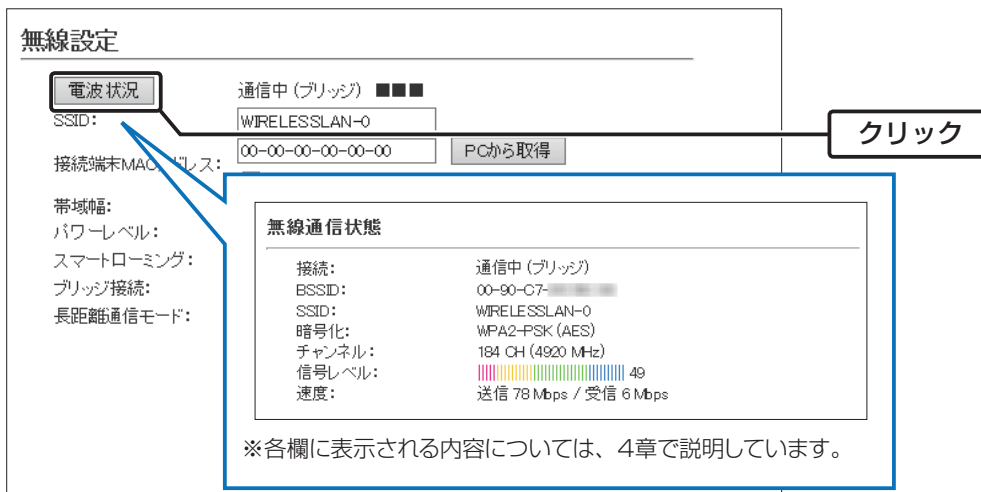 無線設定
電波状況 通信中(ブリッジ) ■■■
SSID: WIRELESSLAN-0
クリック
接続端末MACアドレス: 00-00-00-00-00-00 PCから取得
帯域幅:
パワーレベル:
スマートローミング:
ブリッジ接続:
長距離通信モード:
無線通信状態
接続: 通信中(ブリッジ)
BSSID: 00-90-C7-
SSID: WIRELESSLAN-0
暗号化: WPA2-PSK(AES)
チャンネル: 184 CH(4920 MHz)
信号レベル: 49
速度: 送信 78 Mbps / 受信 6 Mbps
※各欄に表示される内容については、4章で説明しています。